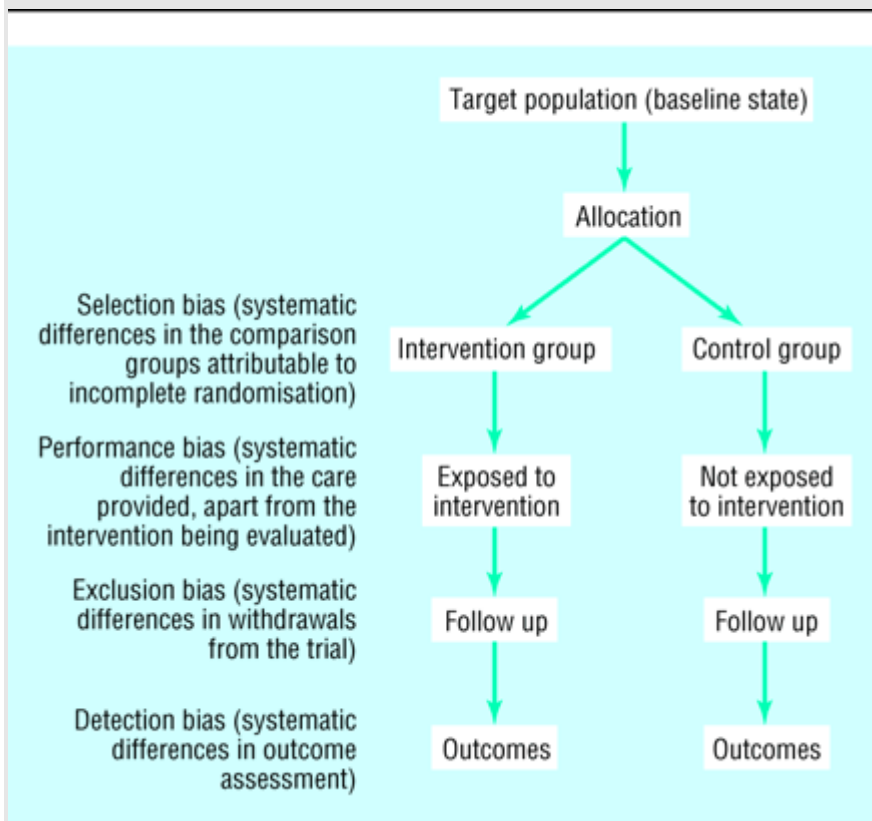 Target population (baseline state)
Allocation
Selection bias (systematic
differences in the comparison
groups attributable to
incomplete randomisation)
Intervention group
Control group
Performance bias (systematic
differences in the care
provided, apart from the
intervention being evaluated)
Exposed to
intervention
Not exposed
to intervention
Exclusion bias (systematic
differences in withdrawals
from the trial)
Follow up
Follow up
Detection bias (systematic
differences in outcome
assessment)
Outcomes
Outcomes